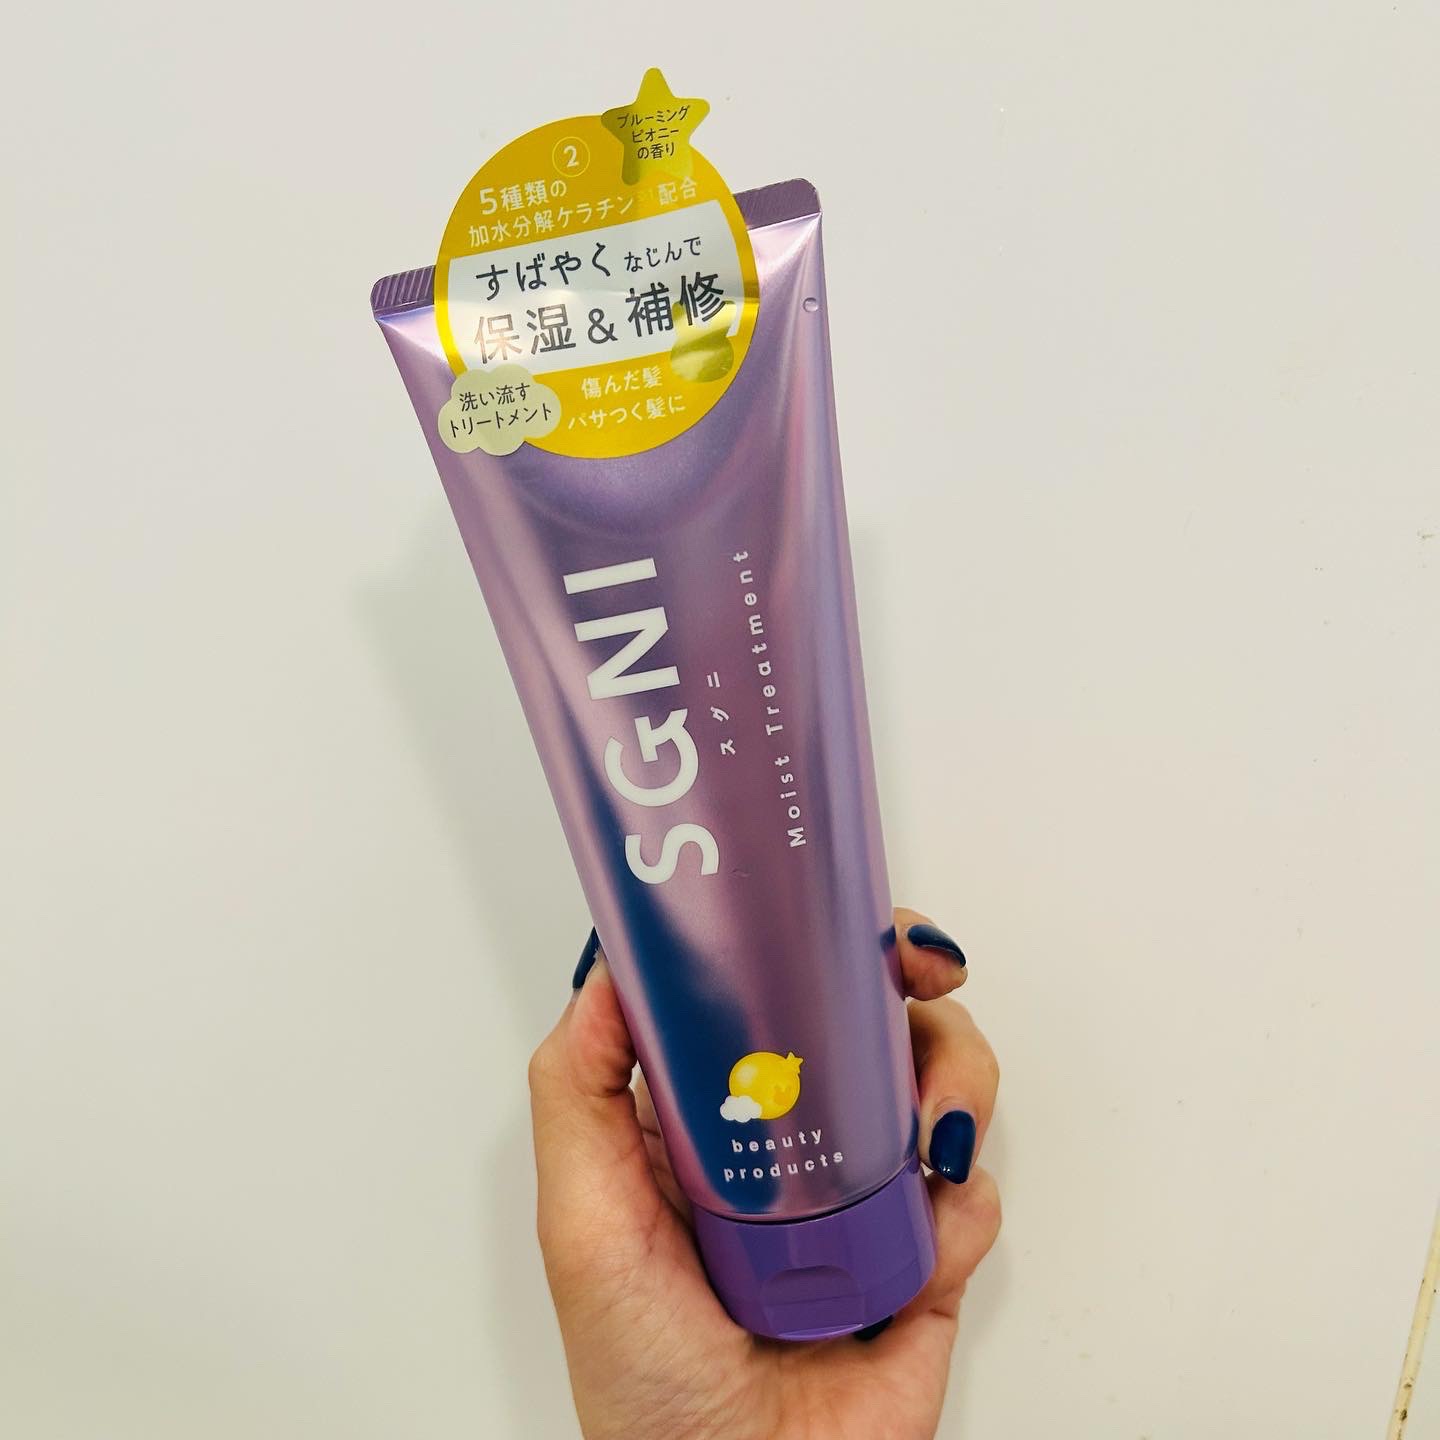 ブルーミング
ピオニー
の香り
2
5種類の
加水分解ケラチン※1配合
すばやくなじんで
保湿&補修
傷んだ髪
パサつく髪に
洗い流す
トリートメント
SGNI
スグニ
Moist Treatment
beauty
products